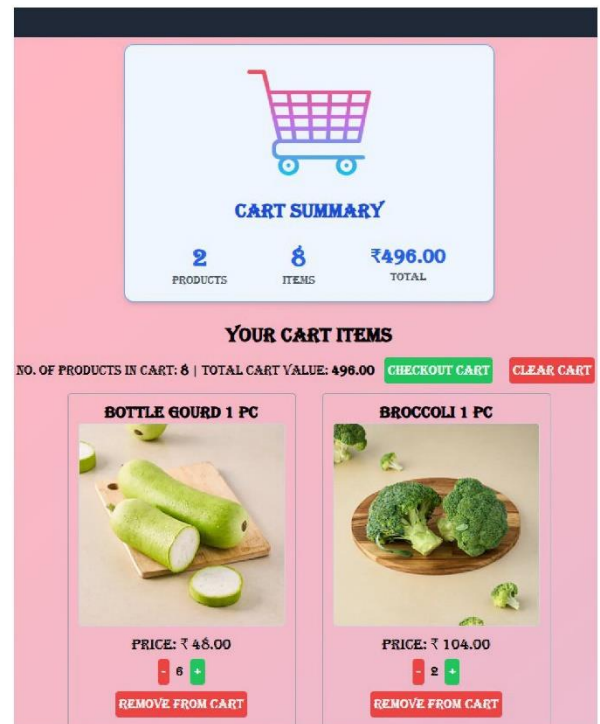 CART SUMMARY
2 8 ₹496.00
PRODUCTS ITEMS TOTAL
YOUR CART ITEMS
NO. OF PRODUCTS IN CART: 8 | TOTAL CART VALUE: 496.00 CHECKOUT CART CLEAR CART
BOTTLE GOURD 1 PC
PRICE: ₹ 48.00
- 6 +
REMOVE FROM CART
BROCCOLI 1 PC
PRICE: ₹ 104.00
- 2 +
REMOVE FROM CART